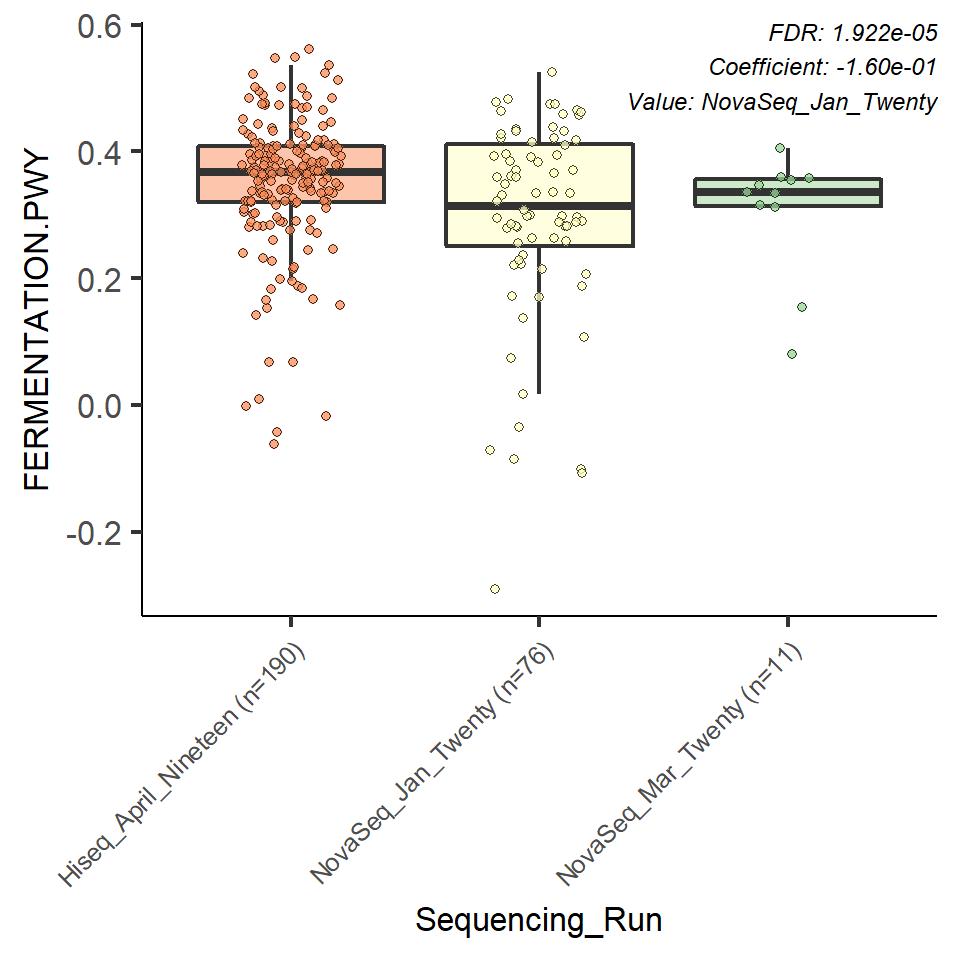 FDR: 1.922e-05
Coefficient: -1.60e-01
Value: NovaSeq_Jan_Twenty
FERMENTATION.PWY
0.6
0.4
0.2
0.0
-0.2
Hiseq_April_Nineteen (n=190)
NovaSeq_Jan_Twenty (n=76)
NovaSeq_Mar_Twenty (n=11)
Sequencing_Run